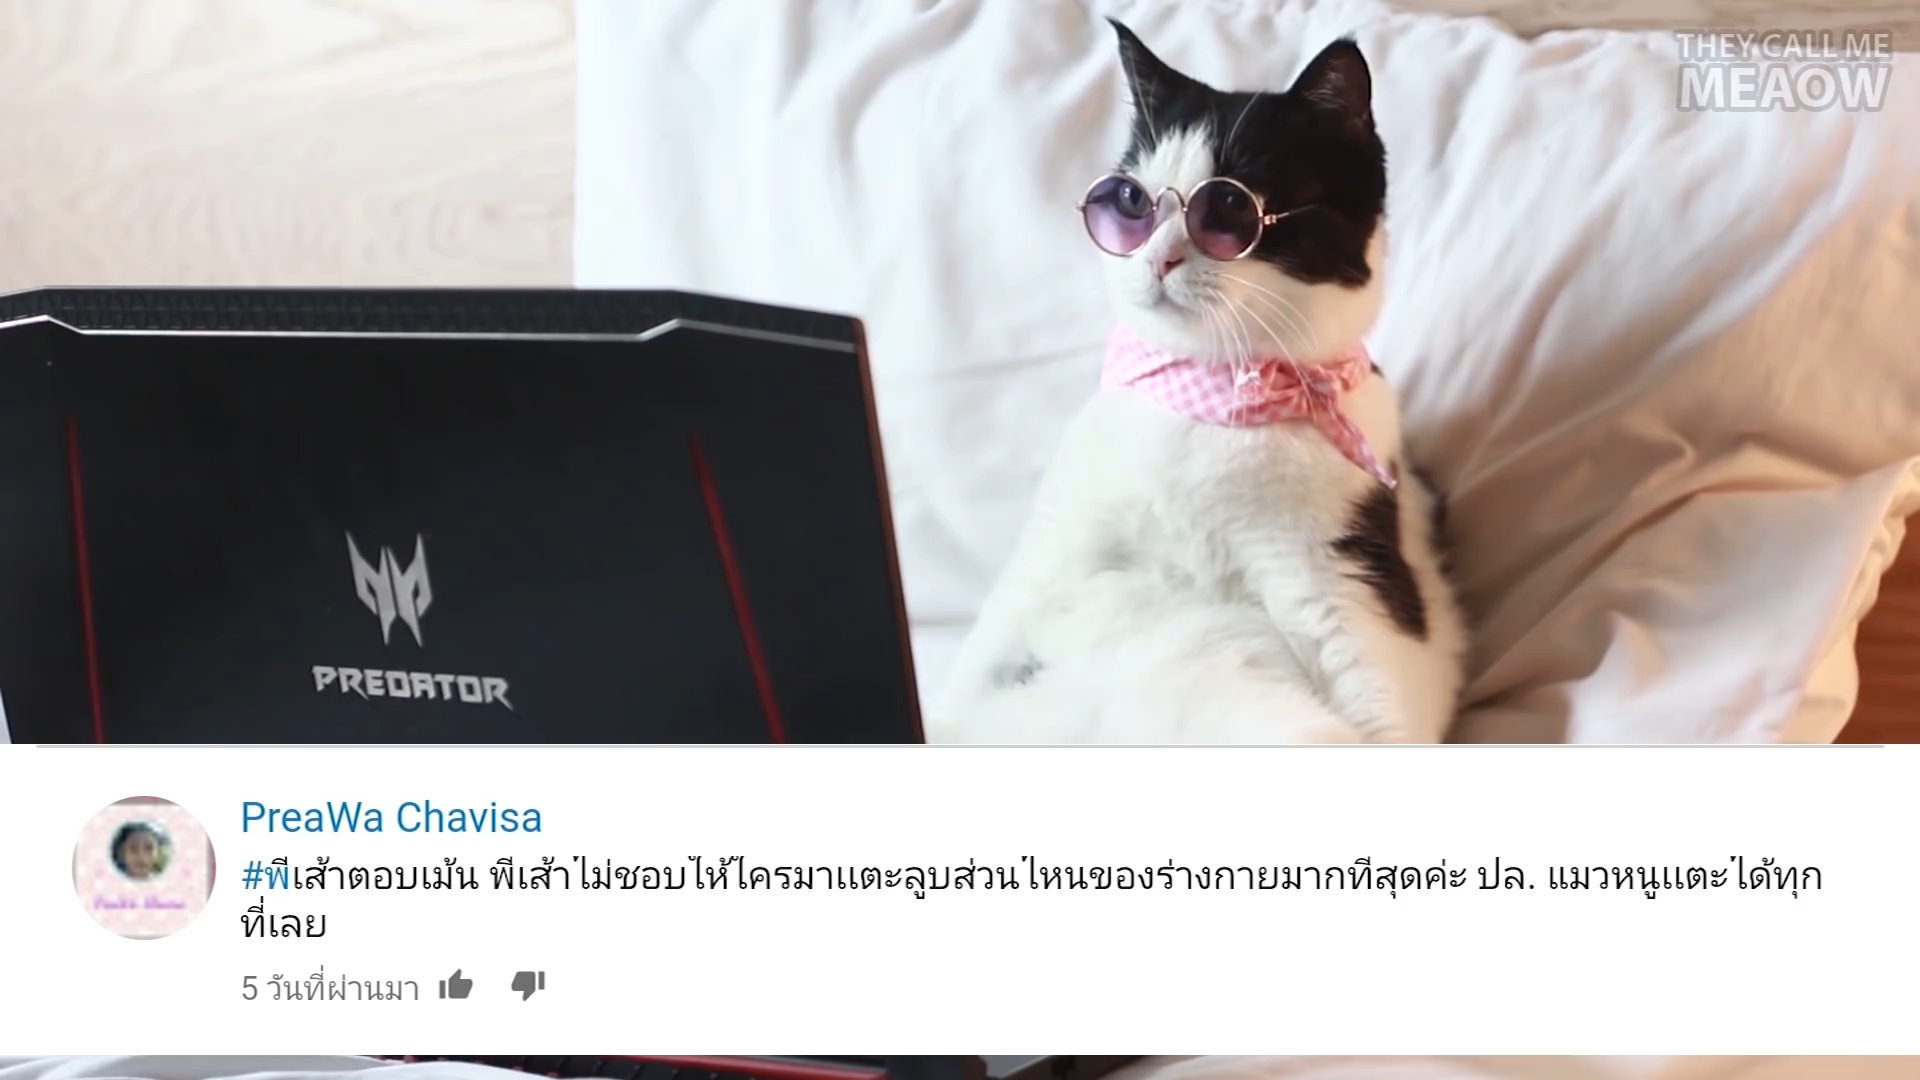 THEY CALL ME
MEAOW
PREDATOR
PreaWa Chavisa
#พี่เส้าตอบเม้น พี่เส้าไม่ชอบให้ใครมาแตะลูบส่วนไหนของร่างกายมากที่สุดค่ะ ปล. แมวหนูแตะได้ทุก
ที่เลย
5 วันที่ผ่านมา